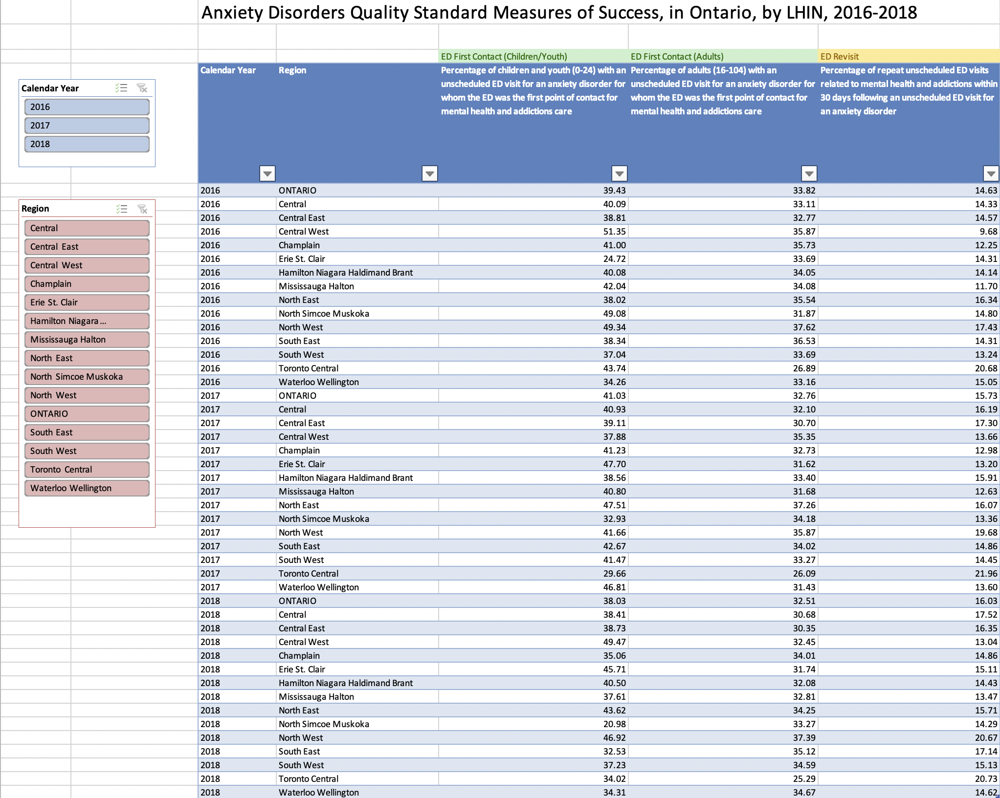 Anxiety Disorders Quality Standard Measures of Success, in Ontario, by LHIN, 2016-2018
ED First Contact (Children/Youth) ED First Contact (Adults) ED Revisit
Calendar Year Region
Percentage of children and youth (0-24) with an
unscheduled ED visit for an anxiety disorder for
whom the ED was the first point of contact for
mental health and addictions care
Percentage of adults (16-104) with an
unscheduled ED visit for an anxiety disorder for
whom the ED was the first point of contact for
mental health and addictions care
Percentage of repeat unscheduled ED visits
related to mental health and addictions within
30 days following an unscheduled ED visit for
an anxiety disorder
Calendar Year
2016
2017
2018
Region
Central
Central East
Central West
Champlain
Erie St. Clair
Hamilton Niagara ...
Mississauga Halton
North East
North Simcoe Muskoka
North West
ONTARIO
South East
South West
Toronto Central
Waterloo Wellington
2016 ONTARIO 39.43 33.82 14.63
2016 Central 40.09 33.11 14.33
2016 Central East 38.81 32.77 14.57
2016 Central West 51.35 35.87 9.68
2016 Champlain 41.00 35.73 12.25
2016 Erie St. Clair 24.72 33.69 14.31
2016 Hamilton Niagara Haldimand Brant 40.08 34.05 14.14
2016 Mississauga Halton 42.04 34.08 11.70
2016 North East 38.02 35.54 16.34
2016 North Simcoe Muskoka 49.08 31.87 14.80
2016 North West 49.34 37.62 17.43
2016 South East 38.34 36.53 14.31
2016 South West 37.04 33.69 13.24
2016 Toronto Central 43.74 26.89 20.68
2016 Waterloo Wellington 34.26 33.16 15.05
2017 ONTARIO 41.03 32.76 15.73
2017 Central 40.93 32.10 16.19
2017 Central East 39.11 30.70 17.30
2017 Central West 37.88 35.35 13.66
2017 Champlain 41.23 32.73 12.98
2017 Erie St. Clair 47.70 31.62 13.20
2017 Hamilton Niagara Haldimand Brant 38.56 33.40 15.91
2017 Mississauga Halton 40.80 31.68 12.63
2017 North East 47.51 37.26 16.07
2017 North Simcoe Muskoka 32.93 34.18 13.36
2017 North West 41.66 35.87 19.68
2017 South East 42.67 34.02 14.86
2017 South West 41.47 33.27 14.45
2017 Toronto Central 29.66 26.09 21.96
2017 Waterloo Wellington 46.81 31.43 13.60
2018 ONTARIO 38.03 32.51 16.03
2018 Central 38.41 30.68 17.52
2018 Central East 38.73 30.35 16.35
2018 Central West 49.47 32.45 13.04
2018 Champlain 35.06 34.01 14.86
2018 Erie St. Clair 45.71 31.74 15.11
2018 Hamilton Niagara Haldimand Brant 40.50 32.08 14.43
2018 Mississauga Halton 37.61 32.81 13.47
2018 North East 43.62 34.25 15.71
2018 North Simcoe Muskoka 20.98 33.27 14.29
2018 North West 46.92 37.39 20.67
2018 South East 32.53 35.12 17.14
2018 South West 37.23 34.59 15.13
2018 Toronto Central 34.02 25.29 20.73
2018 Waterloo Wellington 34.31 34.67 14.62